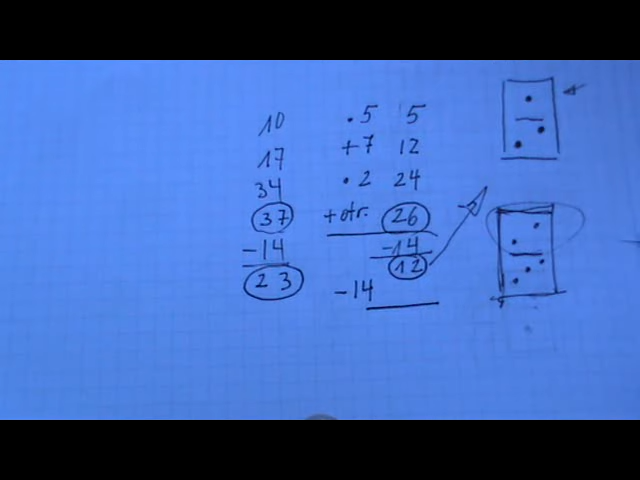 10 · 5 5
17 + 7 12
34 · 2 24
37 + otr. 26
- 14 - 14
23 12
- 14